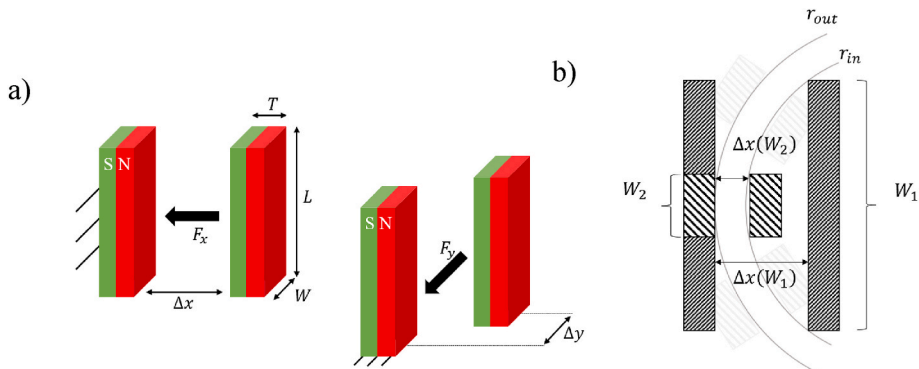 a)
T
S N
L
F_x
W
Δx
S N
F_y
Δy
b)
r_out
r_in
Δx(W_2)
W_2
W_1
Δx(W_1)